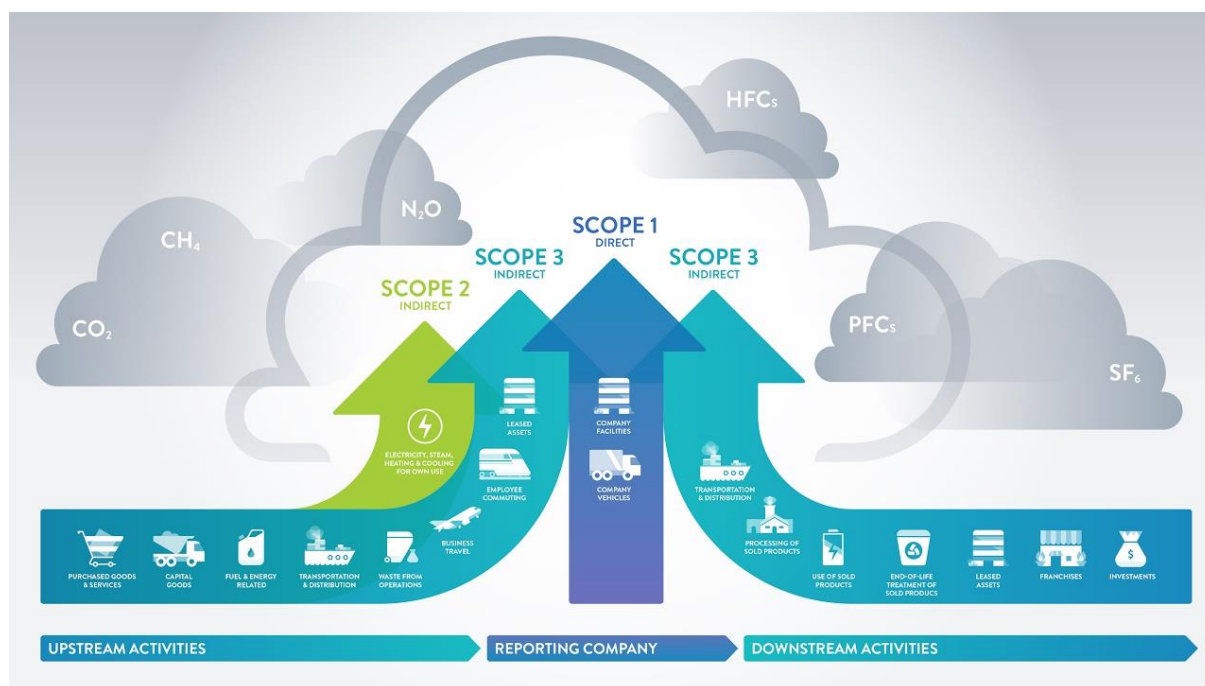 HFCs
N₂O
CH₄
CO₂
PFCs
SF₆
SCOPE 1
DIRECT
SCOPE 3
INDIRECT
SCOPE 3
INDIRECT
SCOPE 2
INDIRECT
ELECTRICITY, STEAM,
HEATING & COOLING
FOR OWN USE
LEASED
ASSETS
EMPLOYEE
COMMUTING
BUSINESS
TRAVEL
PURCHASED GOODS
& SERVICES
CAPITAL
GOODS
FUEL & ENERGY
RELATED
TRANSPORTATION
& DISTRIBUTION
WASTE FROM
OPERATIONS
COMPANY
FACILITIES
COMPANY
VEHICLES
TRANSPORTATION
& DISTRIBUTION
PROCESSING OF
SOLD PRODUCTS
USE OF SOLD
PRODUCTS
END-OF-LIFE
TREATMENT OF
SOLD PRODUCS
LEASED
ASSETS
FRANCHISES
$
INVESTMENTS
UPSTREAM ACTIVITIES
REPORTING COMPANY
DOWNSTREAM ACTIVITIES